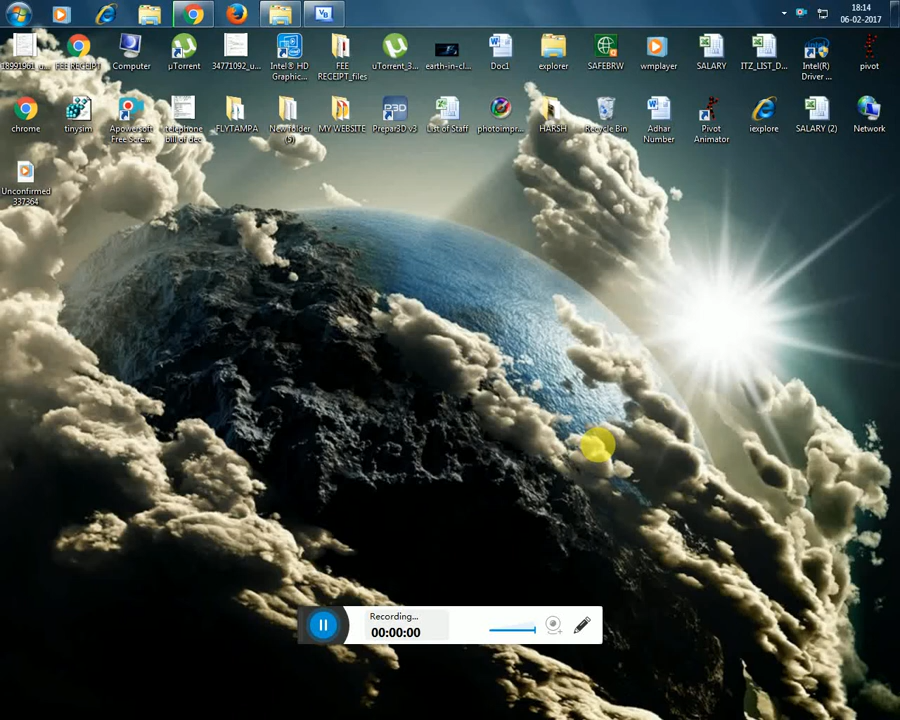 18:14
06-02-2017
18991961_u...
FEE RECEIPT
Computer
µTorrent
34771092_u...
Intel® HD
Graphic...
FEE
RECEIPT_files
uTorrent_3...
earth-in-cl...
Doc1
explorer
SAFEBRW
wmplayer
SALARY
ITZ_LIST_D...
Intel(R)
Driver ...
pivot
chrome
tinysim
Apowersoft
Free Scre...
telephone
bill of dec
FLYTAMPA
New folder
(5)
MY WEBSITE
Prepar3D v3
List of Staff
photoimpr...
HARSH
Recycle Bin
Adhar
Number
Pivot
Animator
iexplore
SALARY (2)
Network
Unconfirmed
337364
Recording...
00:00:00